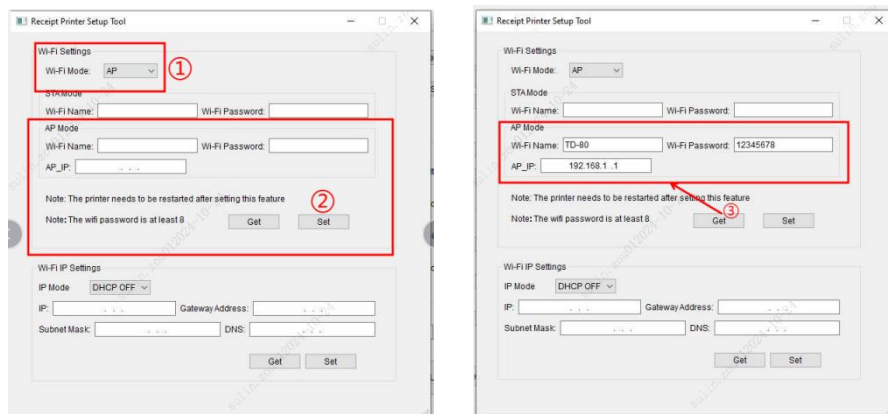 Receipt Printer Setup Tool
Wi-Fi Settings
Wi-Fi Mode: AP ①
STA Mode
Wi-Fi Name: Wi-Fi Password:
AP Mode
Wi-Fi Name: Wi-Fi Password:
AP_IP: . . .
Note: The printer needs to be restarted after setting this feature
②
Note: The wifi password is at least 8 Get Set
Wi-Fi IP Settings
IP Mode DHCP OFF
IP: . . . Gateway Address: . . .
Subnet Mask: . . . DNS: . . .
Get Set
Receipt Printer Setup Tool
Wi-Fi Settings
Wi-Fi Mode: AP
STA Mode
Wi-Fi Name: Wi-Fi Password:
AP Mode
Wi-Fi Name: TD-80 Wi-Fi Password: 12345678
AP_IP: 192.168.1 .1
Note: The printer needs to be restarted after setting this feature
③
Note: The wifi password is at least 8 Get Set
Wi-Fi IP Settings
IP Mode DHCP OFF
IP: . . . Gateway Address: . . .
Subnet Mask: . . . DNS: . . .
Get Set